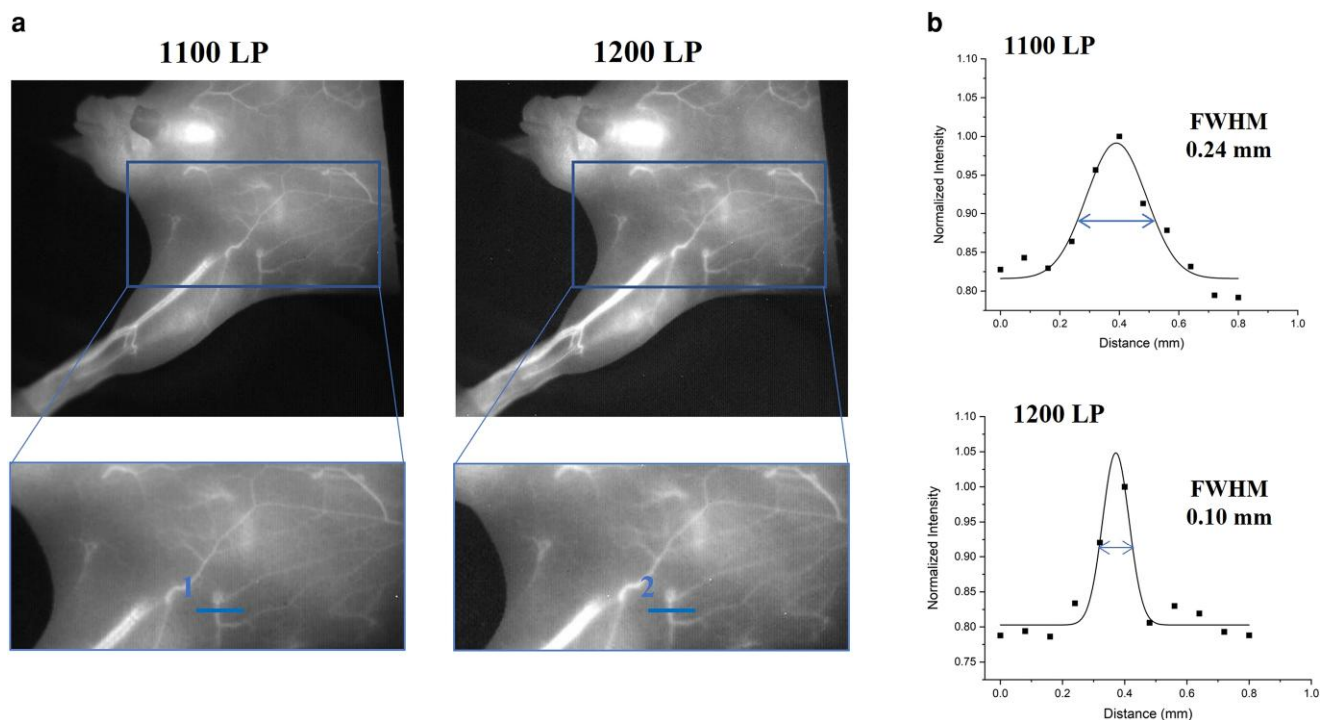 a
1100 LP
1200 LP
1
2
b
1100 LP
FWHM
0.24 mm
1.10
1.05
1.00
0.95
0.90
0.85
0.80
Normalized Intensity
0.0
0.2
0.4
0.6
0.8
1.0
Distance (mm)
1200 LP
FWHM
0.10 mm
1.10
1.05
1.00
0.95
0.90
0.85
0.80
0.75
Normalized Intensity
0.0
0.2
0.4
0.6
0.8
1.0
Distance (mm)